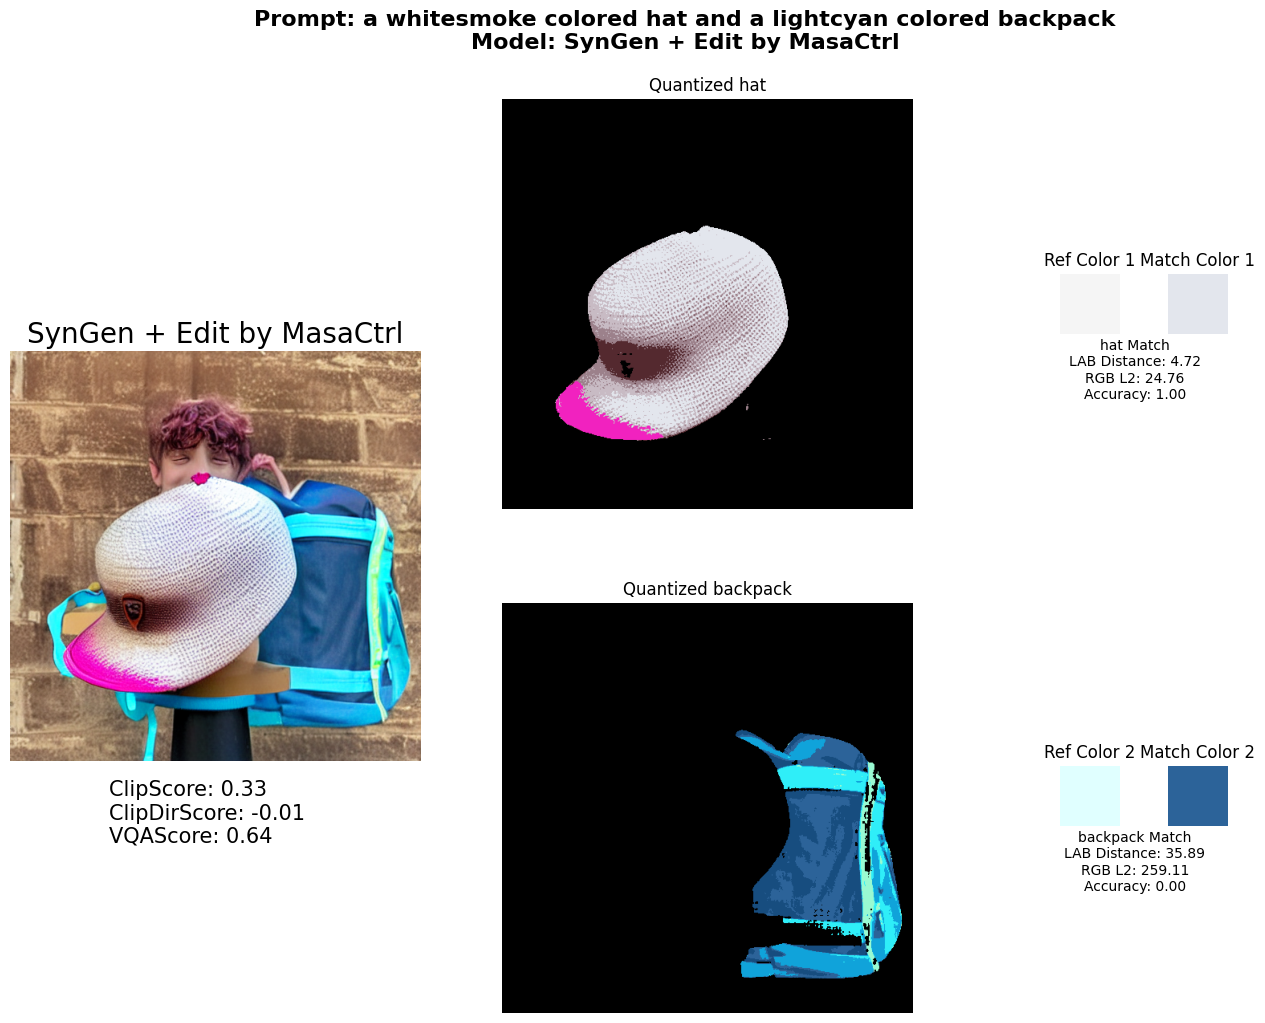 Prompt: a whitesmoke colored hat and a lightcyan colored backpack
Model: SynGen + Edit by MasaCtrl
SynGen + Edit by MasaCtrl
ClipScore: 0.33
ClipDirScore: -0.01
VQAScore: 0.64
Quantized hat
Ref Color 1 Match Color 1
hat Match
LAB Distance: 4.72
RGB L2: 24.76
Accuracy: 1.00
Quantized backpack
Ref Color 2 Match Color 2
backpack Match
LAB Distance: 35.89
RGB L2: 259.11
Accuracy: 0.00